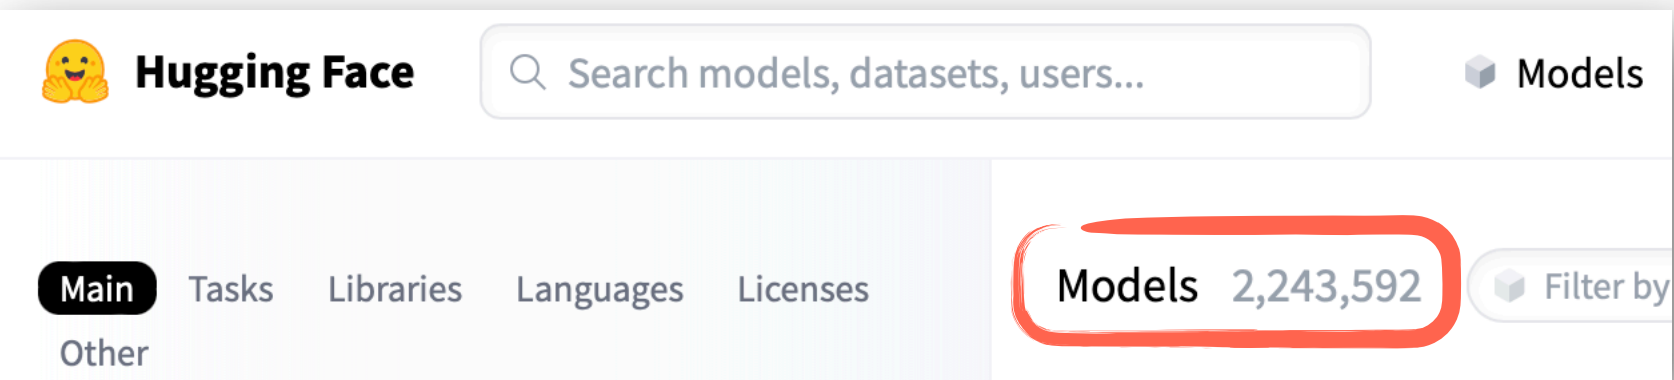 Hugging Face
Search models, datasets, users...
Models
Main
Tasks
Libraries
Languages
Licenses
Other
Models 2,243,592
Filter by